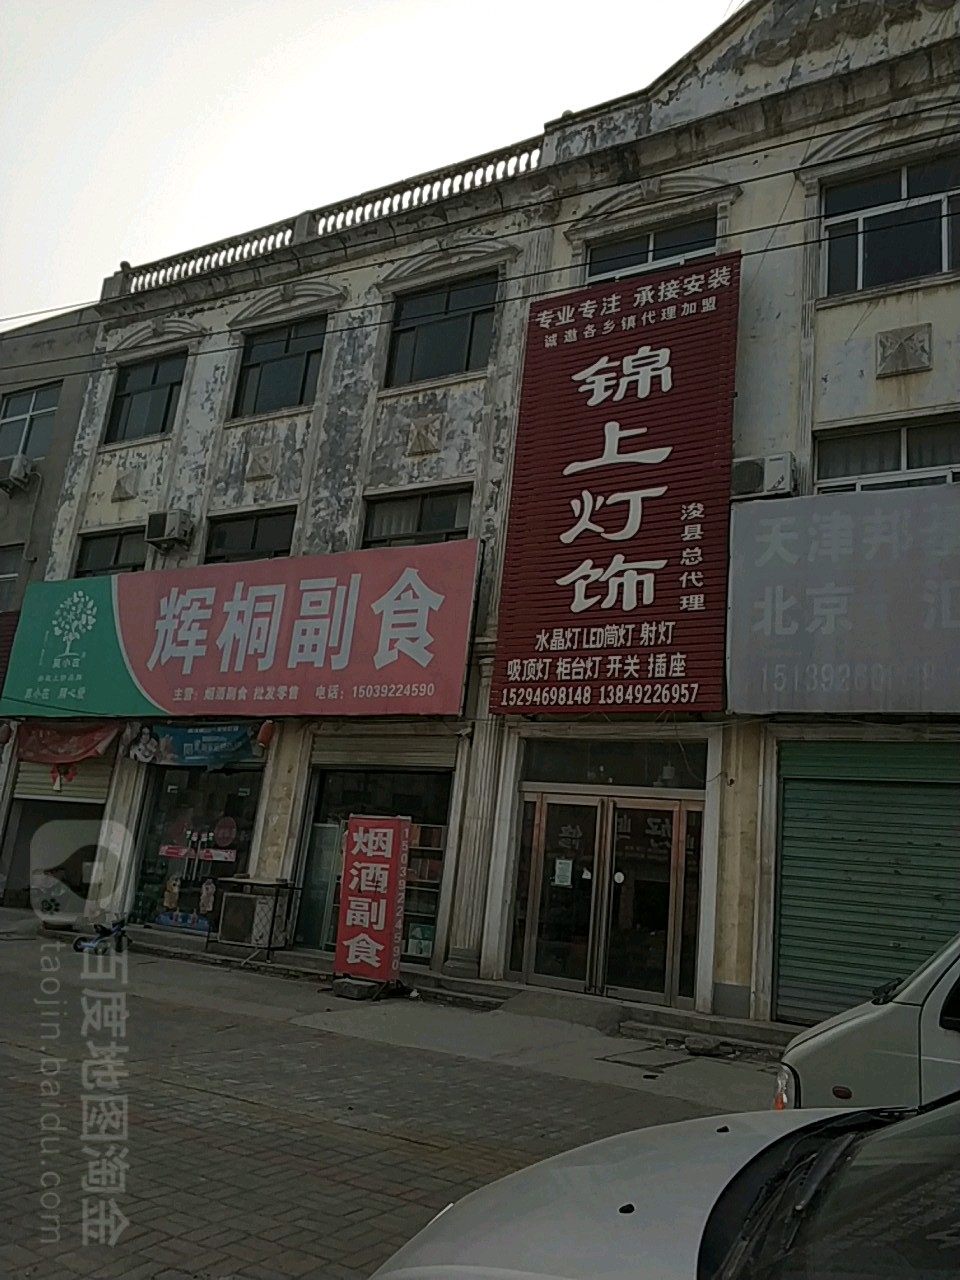 专业专注 承接安装
诚邀各乡镇代理加盟
锦上灯饰
浚县总代理
水晶灯 LED筒灯 射灯
吸顶灯 柜台灯 开关 插座
15294698148 13849226957
辉桐副食
主营：烟酒副食 批发零售 电话：15039224590
天津邦
北京 汇
烟酒副食
15039224590
百度地图淘金
taojin.baidu.com